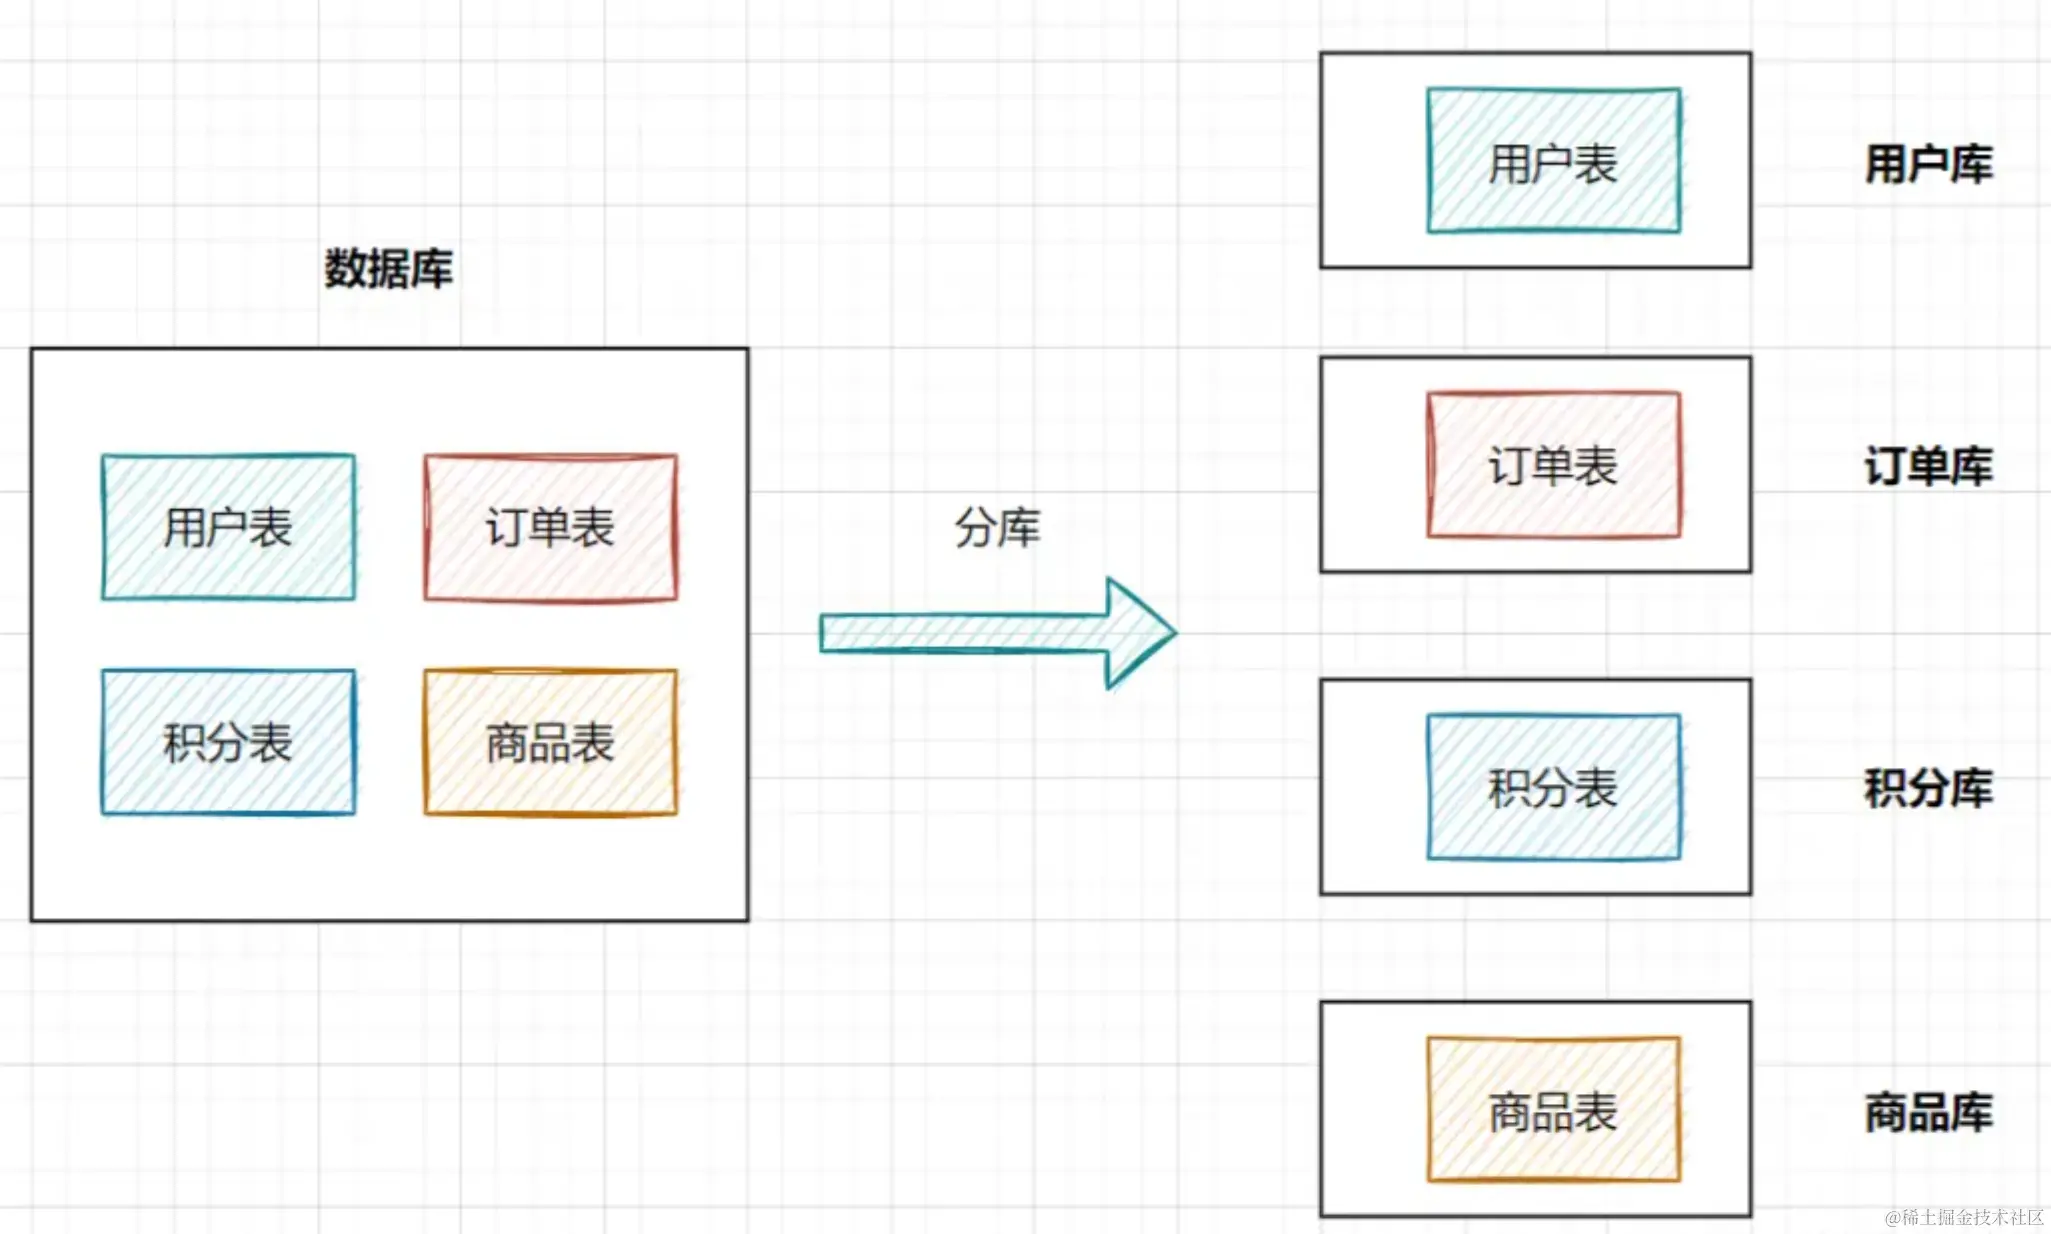 数据库
用户表
订单表
积分表
商品表
分库
用户表
用户库
订单表
订单库
积分表
积分库
商品表
商品库
@稀土掘金技术社区